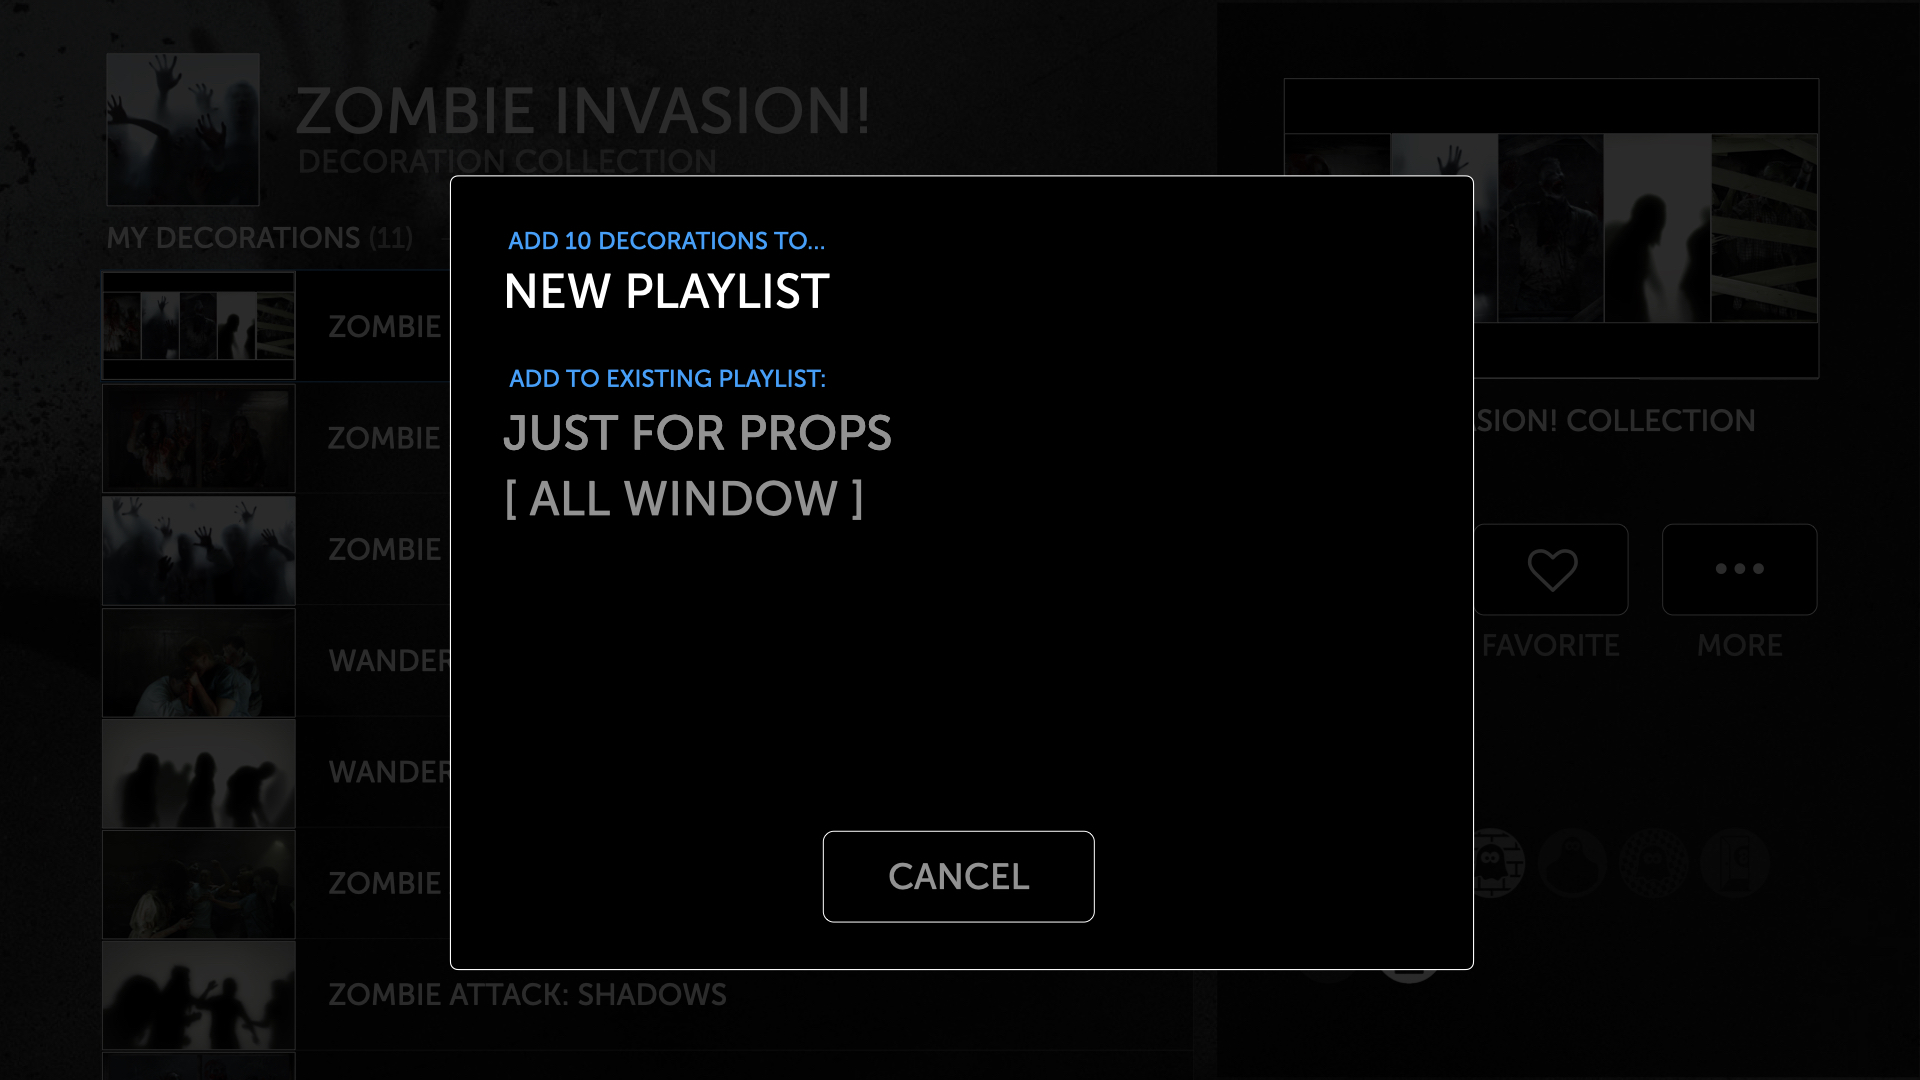 ZOMBIE INVASION!
DECORATION COLLECTION
MY DECORATIONS (11)
ADD 10 DECORATIONS TO...
NEW PLAYLIST
ADD TO EXISTING PLAYLIST:
JUST FOR PROPS
[ ALL WINDOW ]
CANCEL
ZOMBIE
ZOMBIE
ZOMBIE
WANDER
WANDER
ZOMBIE
ZOMBIE ATTACK: SHADOWS
SION! COLLECTION
FAVORITE
MORE